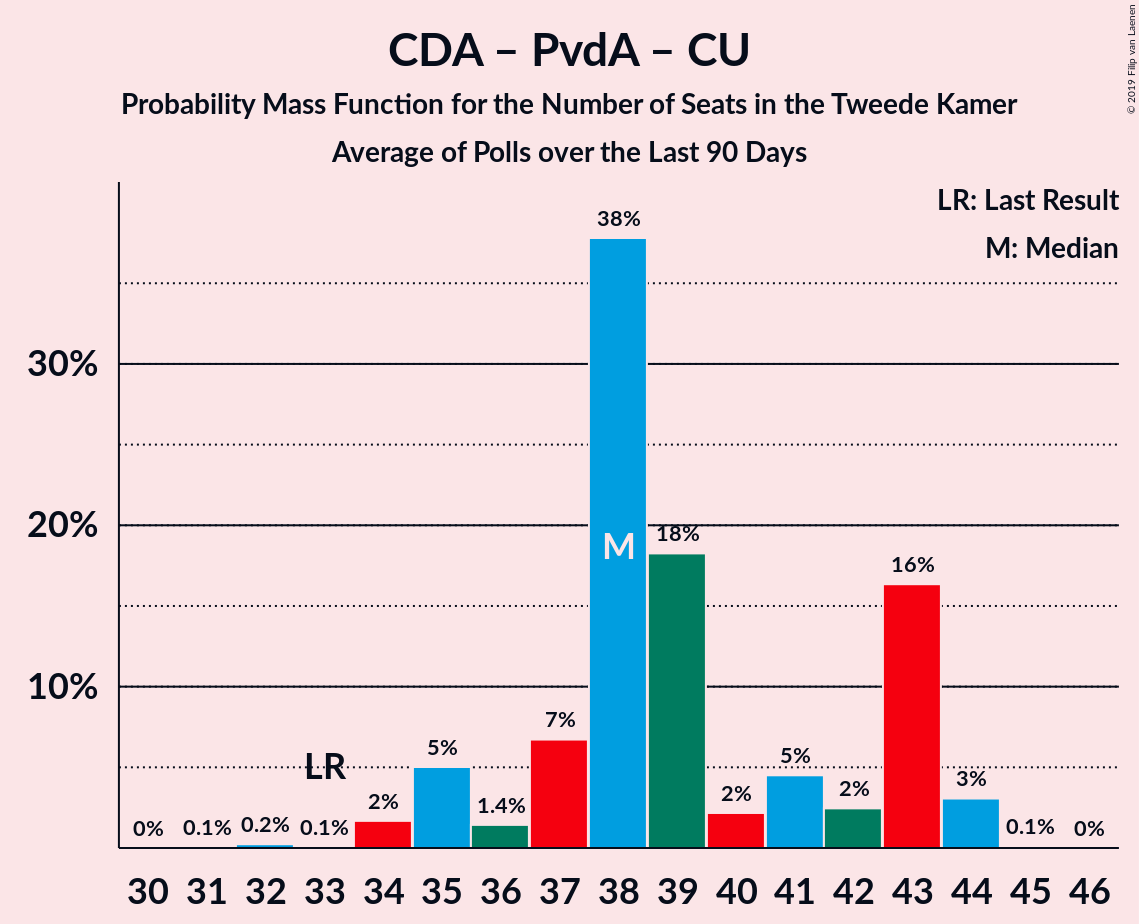 CDA – PvdA – CU
Probability Mass Function for the Number of Seats in the Tweede Kamer
Average of Polls over the Last 90 Days
© 2019 Filip van Laenen
LR: Last Result
M: Median
38%
30%
20%
18%
M
16%
10%
7%
5%
LR
5%
3%
2%
2%
2%
1.4%
0%
0.1%
0.2%
0.1%
0.1%
0%
30 31 32 33 34 35 36 37 38 39 40 41 42 43 44 45 46